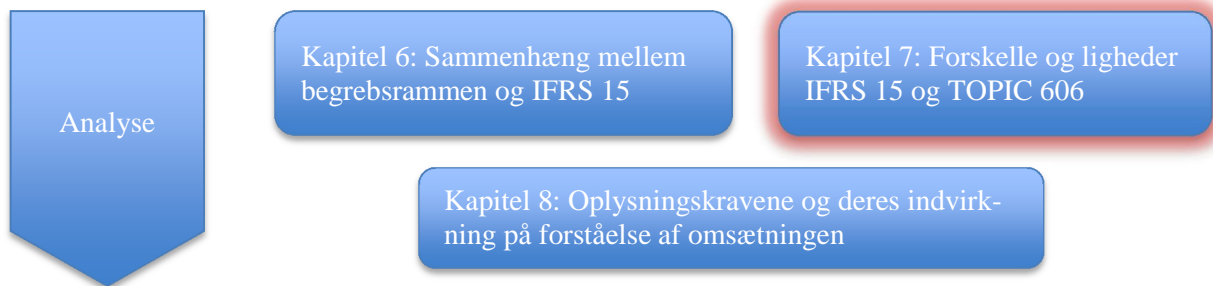 Kapitel 6: Sammenhæng mellem
begrebsrammen og IFRS 15
Kapitel 7: Forskelle og ligheder
IFRS 15 og TOPIC 606
Analyse
Kapitel 8: Oplysningskravene og deres indvirk-
ning på forståelse af omsætningen